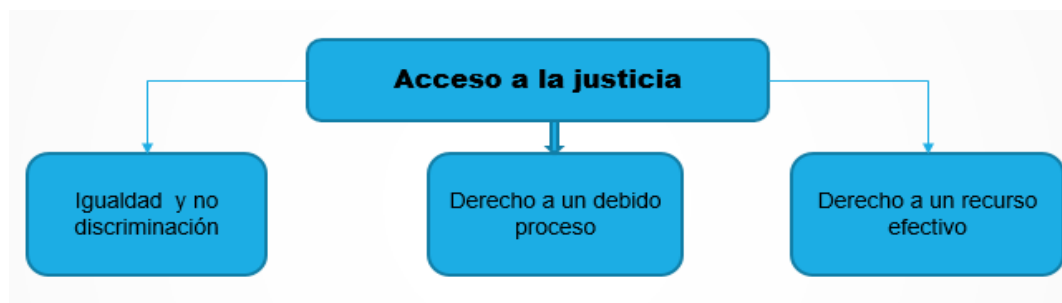 Acceso a la justicia
Igualdad y no
discriminación
Derecho a un debido
proceso
Derecho a un recurso
efectivo